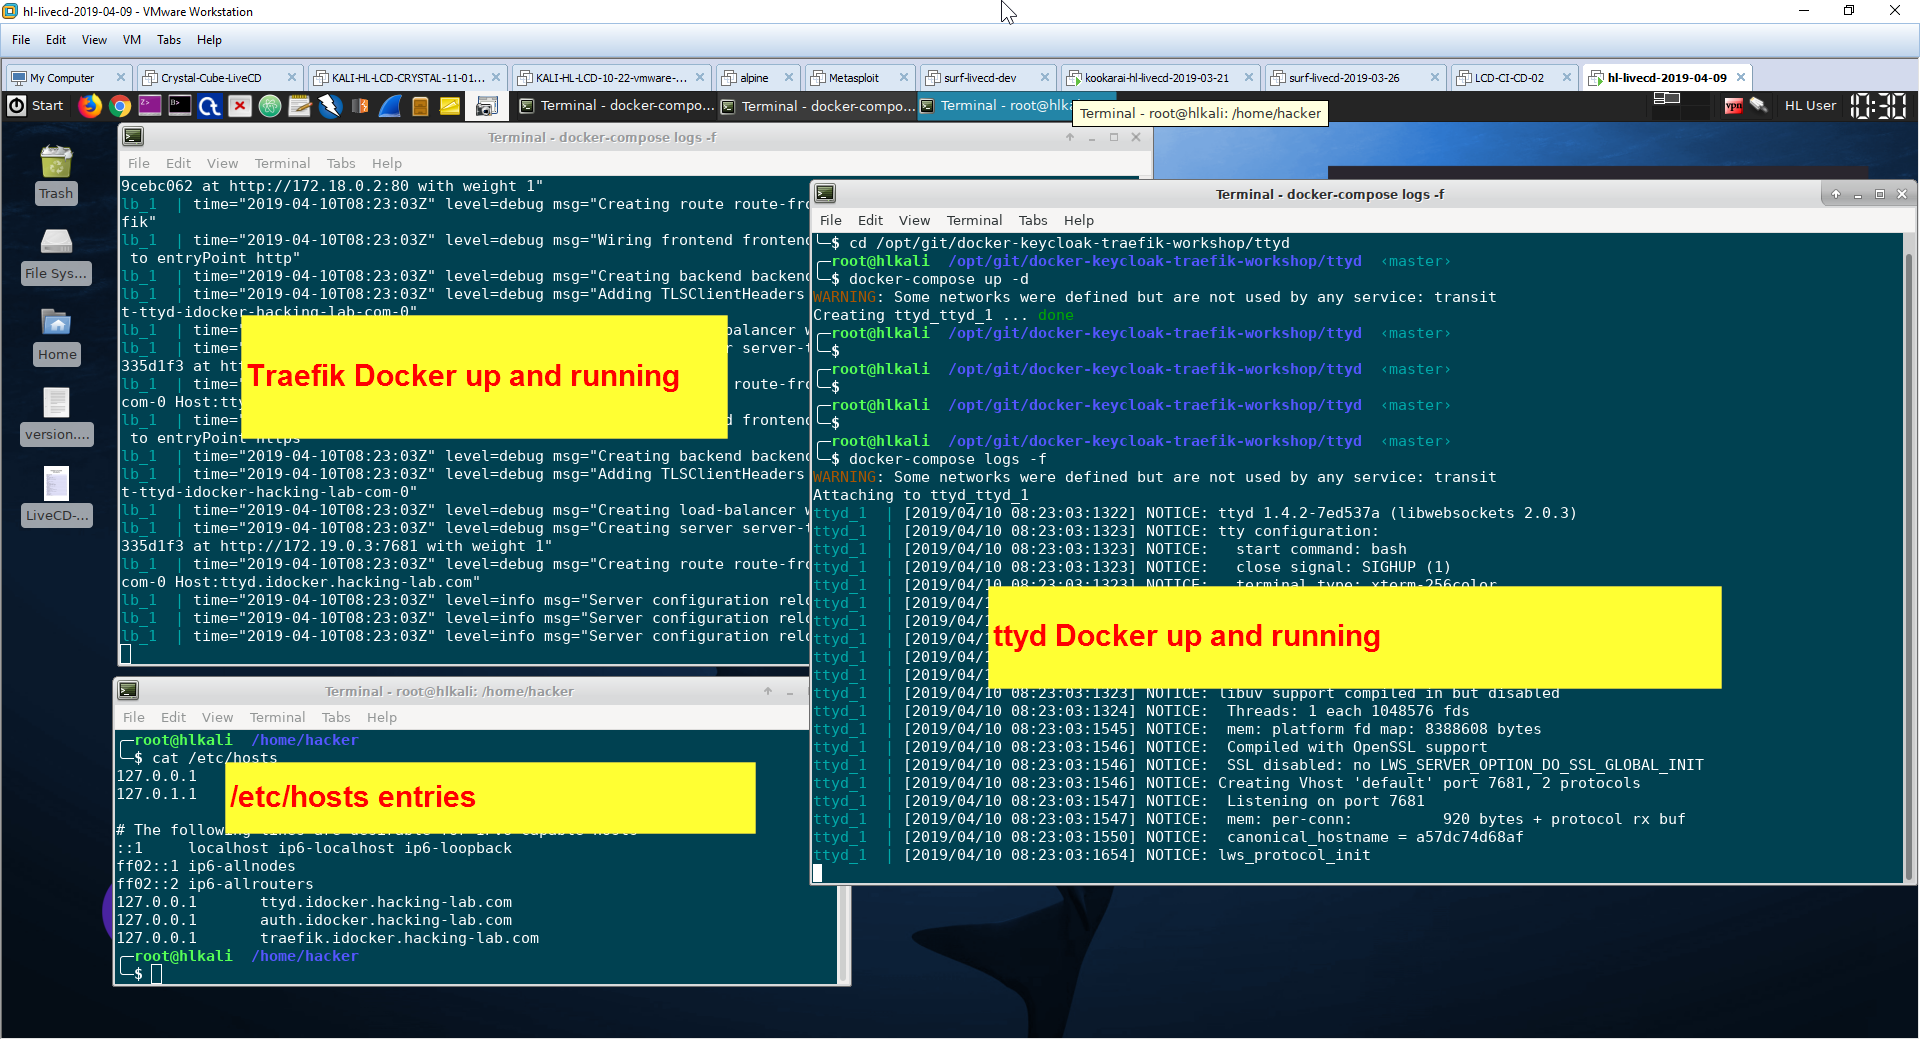 hl-livecd-2019-04-09 - VMware Workstation
File Edit View VM Tabs Help
My Computer Crystal-Cube-LiveCD KALI-HL-LCD-CRYSTAL-11-01... KALI-HL-LCD-10-22-vmware-... alpine Metasploit surf-livecd-dev kookarai-hl-livecd-2019-03-21 surf-livecd-2019-03-26 LCD-CI-CD-02 hl-livecd-2019-04-09
Start Terminal - docker-compo... Terminal - docker-compo... Terminal - root@hlka vpn HL User 10:30
Terminal - root@hlkali: /home/hacker
Trash
File Sys...
Home
version....
LiveCD-...
Terminal - docker-compose logs -f
File Edit View Terminal Tabs Help
9cebc062 at http://172.18.0.2:80 with weight 1"
lb_1 | time="2019-04-10T08:23:03Z" level=debug msg="Creating route route-fro
fik"
lb_1 | time="2019-04-10T08:23:03Z" level=debug msg="Wiring frontend frontend
to entryPoint http"
lb_1 | time="2019-04-10T08:23:03Z" level=debug msg="Creating backend backend
lb_1 | time="2019-04-10T08:23:03Z" level=debug msg="Adding TLSClientHeaders
t-ttyd-idocker-hacking-lab-com-0"
lb_1 | time=" balancer w
lb_1 | time=" r server-t
335d1f3 at ht
lb_1 | time=" route-fro
com-0 Host:tty
lb_1 | time=" d frontend
to entryPoint https"
lb_1 | time="2019-04-10T08:23:03Z" level=debug msg="Creating backend backend
lb_1 | time="2019-04-10T08:23:03Z" level=debug msg="Adding TLSClientHeaders
t-ttyd-idocker-hacking-lab-com-0"
lb_1 | time="2019-04-10T08:23:03Z" level=debug msg="Creating load-balancer w
lb_1 | time="2019-04-10T08:23:03Z" level=debug msg="Creating server server-t
335d1f3 at http://172.19.0.3:7681 with weight 1"
lb_1 | time="2019-04-10T08:23:03Z" level=debug msg="Creating route route-fro
com-0 Host:ttyd.idocker.hacking-lab.com"
lb_1 | time="2019-04-10T08:23:03Z" level=info msg="Server configuration relo
lb_1 | time="2019-04-10T08:23:03Z" level=info msg="Server configuration relo
lb_1 | time="2019-04-10T08:23:03Z" level=info msg="Server configuration relo
Traefik Docker up and running
Terminal - docker-compose logs -f
File Edit View Terminal Tabs Help
$ cd /opt/git/docker-keycloak-traefik-workshop/ttyd
root@hlkali /opt/git/docker-keycloak-traefik-workshop/ttyd ‹master›
$ docker-compose up -d
WARNING: Some networks were defined but are not used by any service: transit
Creating ttyd_ttyd_1 ... done
root@hlkali /opt/git/docker-keycloak-traefik-workshop/ttyd ‹master›
$
root@hlkali /opt/git/docker-keycloak-traefik-workshop/ttyd ‹master›
$
root@hlkali /opt/git/docker-keycloak-traefik-workshop/ttyd ‹master›
$
root@hlkali /opt/git/docker-keycloak-traefik-workshop/ttyd ‹master›
$ docker-compose logs -f
WARNING: Some networks were defined but are not used by any service: transit
Attaching to ttyd_ttyd_1
ttyd_1 | [2019/04/10 08:23:03:1322] NOTICE: ttyd 1.4.2-7ed537a (libwebsockets 2.0.3)
ttyd_1 | [2019/04/10 08:23:03:1323] NOTICE: tty configuration:
ttyd_1 | [2019/04/10 08:23:03:1323] NOTICE: start command: bash
ttyd_1 | [2019/04/10 08:23:03:1323] NOTICE: close signal: SIGHUP (1)
ttyd_1 | [2019/04/10 08:23:03:1323] NOTICE: terminal type: xterm-256color
ttyd_1 | [2019/04/1
ttyd_1 | [2019/04/1
ttyd_1 | [2019/04/1
ttyd_1 | [2019/04/1
ttyd_1 | [2019/04/1
ttyd_1 | [2019/04/10 08:23:03:1323] NOTICE: libuv support compiled in but disabled
ttyd_1 | [2019/04/10 08:23:03:1324] NOTICE: Threads: 1 each 1048576 fds
ttyd_1 | [2019/04/10 08:23:03:1545] NOTICE: mem: platform fd map: 8388608 bytes
ttyd_1 | [2019/04/10 08:23:03:1546] NOTICE: Compiled with OpenSSL support
ttyd_1 | [2019/04/10 08:23:03:1546] NOTICE: SSL disabled: no LWS_SERVER_OPTION_DO_SSL_GLOBAL_INIT
ttyd_1 | [2019/04/10 08:23:03:1546] NOTICE: Creating Vhost 'default' port 7681, 2 protocols
ttyd_1 | [2019/04/10 08:23:03:1547] NOTICE: Listening on port 7681
ttyd_1 | [2019/04/10 08:23:03:1547] NOTICE: mem: per-conn: 920 bytes + protocol rx buf
ttyd_1 | [2019/04/10 08:23:03:1550] NOTICE: canonical_hostname = a57dc74d68af
ttyd_1 | [2019/04/10 08:23:03:1654] NOTICE: lws_protocol_init
ttyd Docker up and running
Terminal - root@hlkali: /home/hacker
File Edit View Terminal Tabs Help
root@hlkali /home/hacker
$ cat /etc/hosts
127.0.0.1
127.0.1.1
/etc/hosts entries
# The following lines are desirable for IPv6 capable hosts
::1 localhost ip6-localhost ip6-loopback
ff02::1 ip6-allnodes
ff02::2 ip6-allrouters
127.0.0.1 ttyd.idocker.hacking-lab.com
127.0.0.1 auth.idocker.hacking-lab.com
127.0.0.1 traefik.idocker.hacking-lab.com
root@hlkali /home/hacker
$